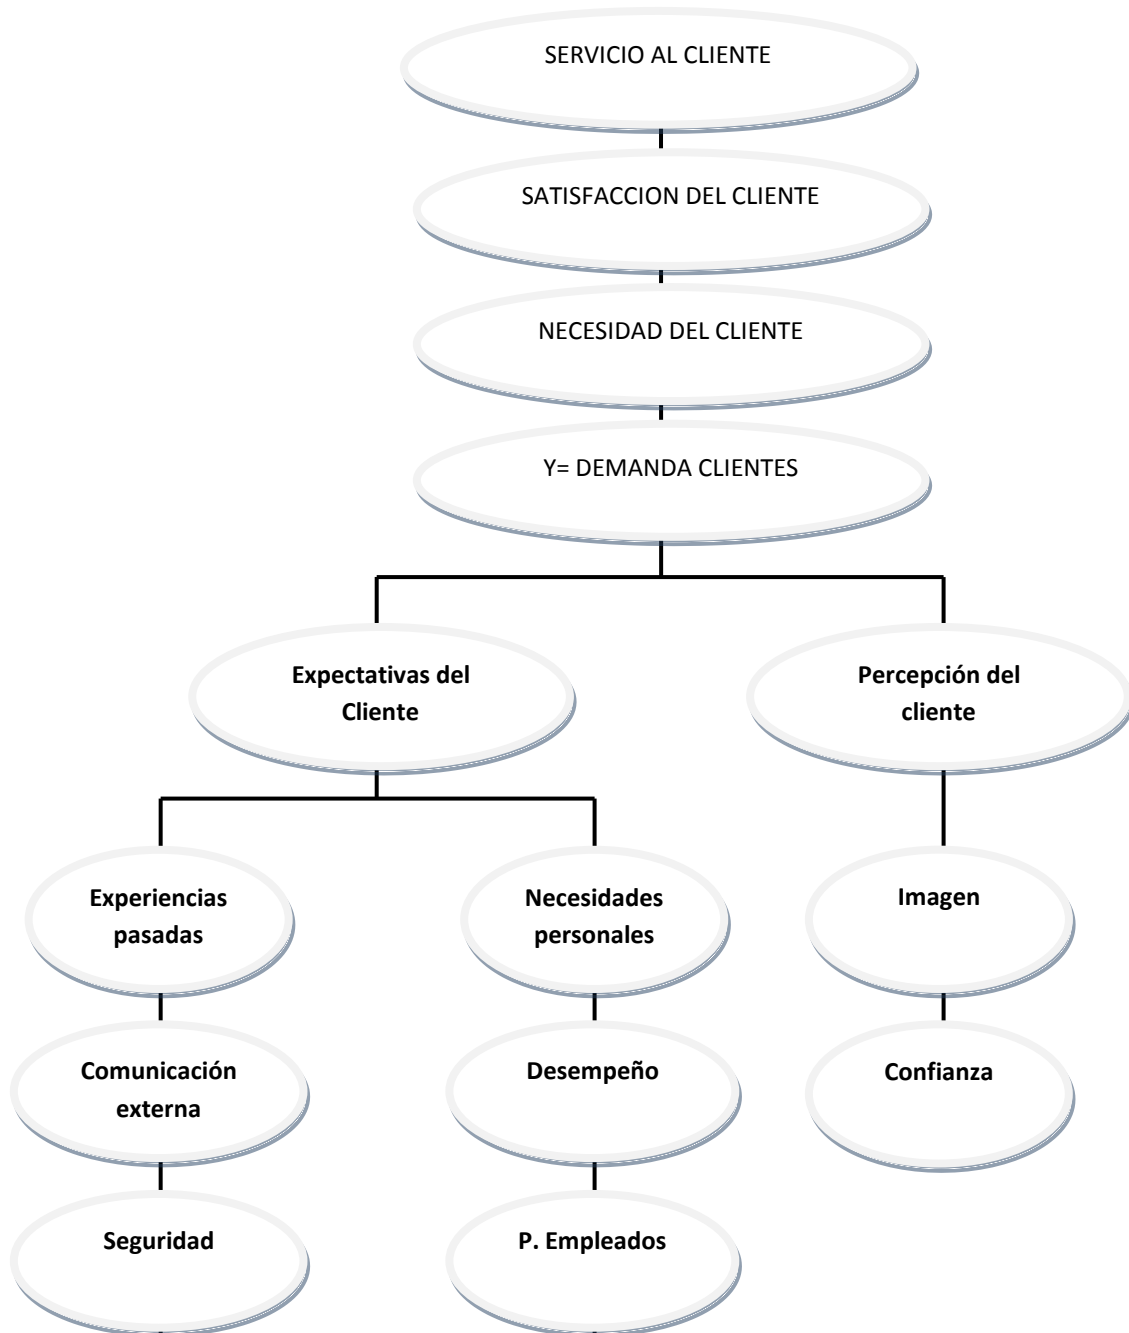 SERVICIO AL CLIENTE
SATISFACCION DEL CLIENTE
NECESIDAD DEL CLIENTE
Y= DEMANDA CLIENTES
Expectativas del
Cliente
Percepción del
cliente
Experiencias
pasadas
Necesidades
personales
Imagen
Comunicación
externa
Desempeño
Confianza
Seguridad
P. Empleados